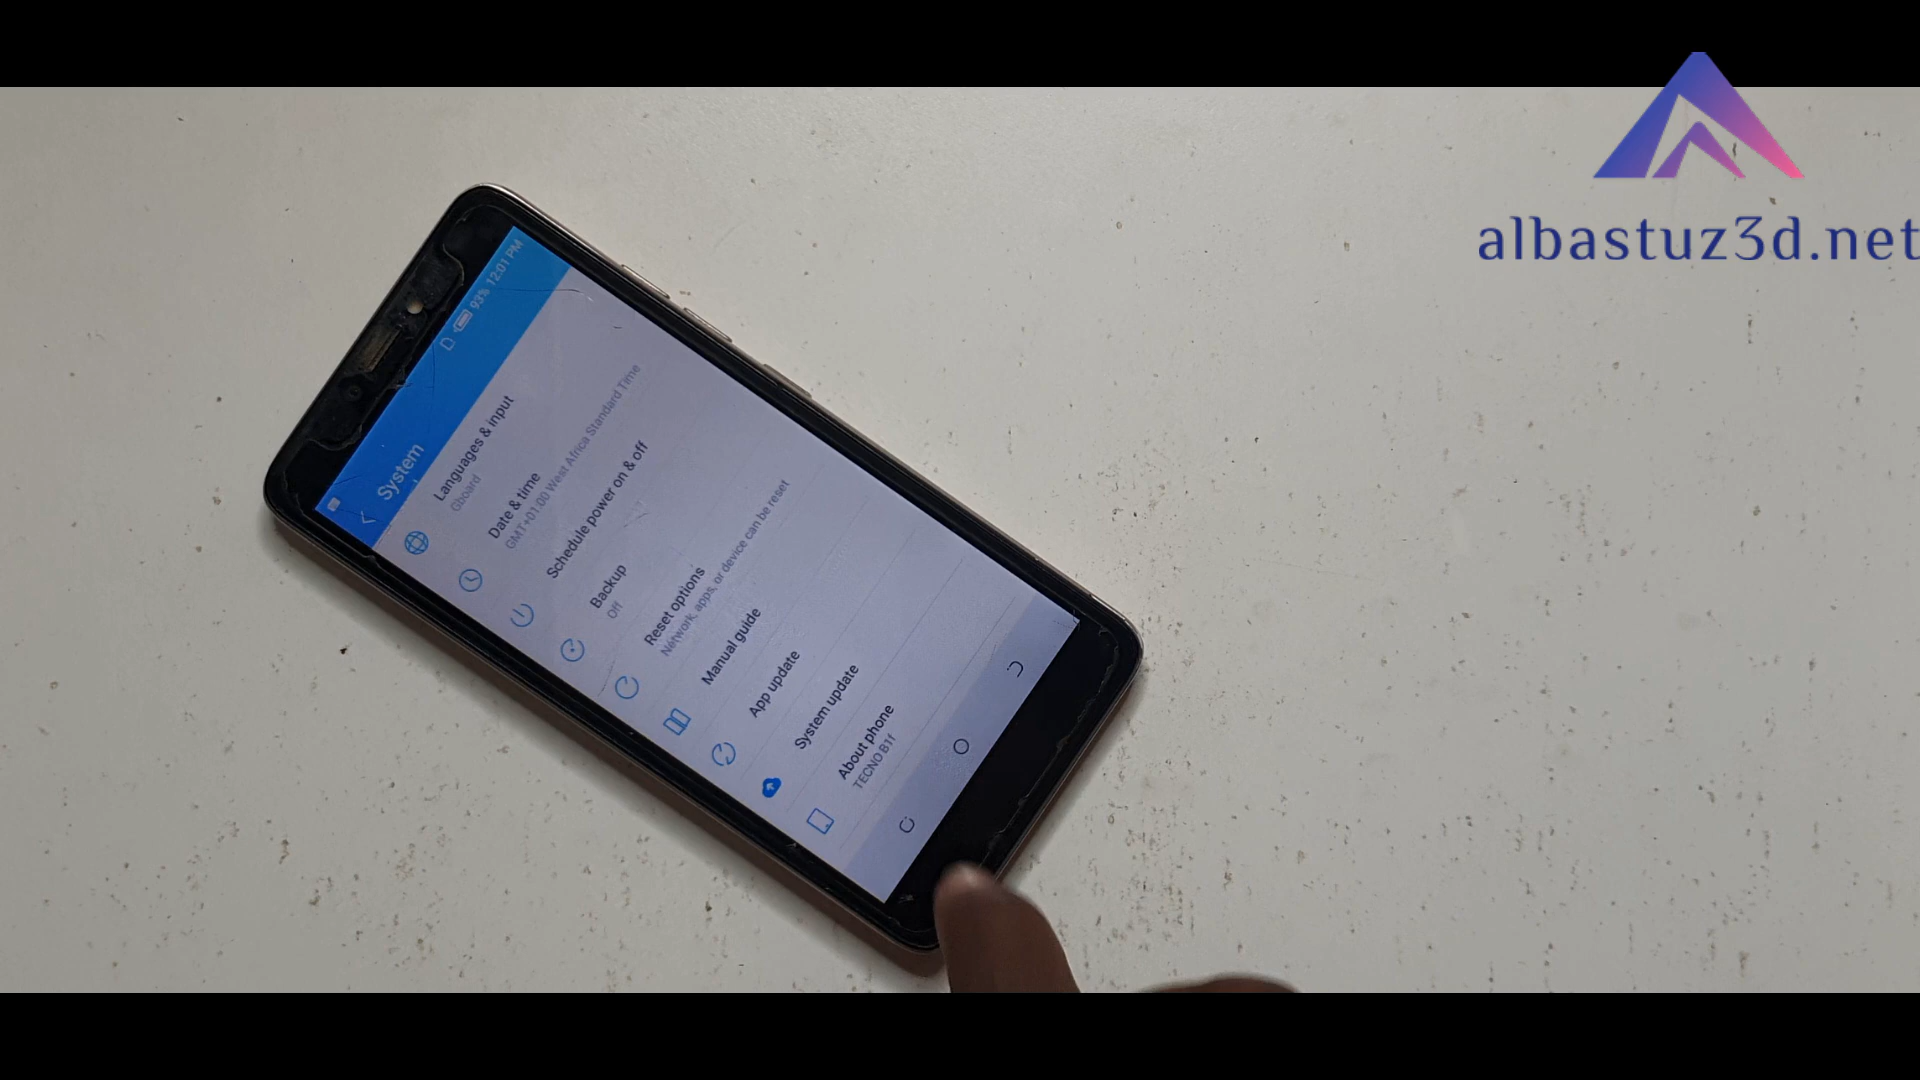 93% 12:01 PM
System
Languages & input
Gboard
Date & time
GMT+01:00 West Africa Standard Time
Schedule power on & off
Backup
Off
Reset options
Network, apps, or device can be reset
Manual guide
App update
System update
About phone
TECNO B1f
albastuz3d.net